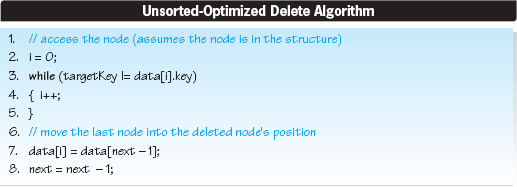 Unsorted-Optimized Delete Algorithm
1. // access the node (assumes the node is in the structure)
2. i = 0;
3. while (targetKey != data[i].key)
4. { i++;
5. }
6. // move the last node into the deleted node's position
7. data[i] = data[next – 1];
8. next = next – 1;